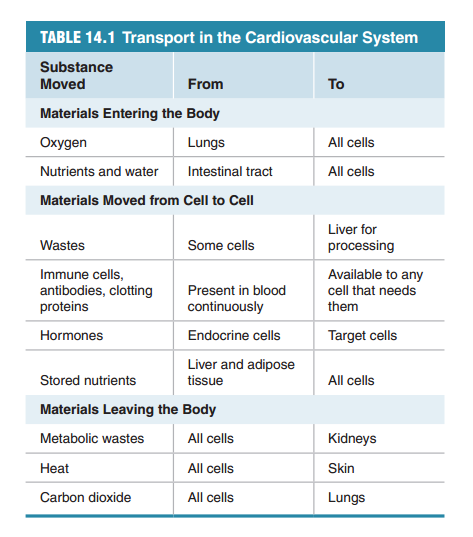 TABLE 14.1 Transport in the Cardiovascular System
Substance
Moved From To
Materials Entering the Body
Oxygen Lungs All cells
Nutrients and water Intestinal tract All cells
Materials Moved from Cell to Cell
Wastes Some cells Liver for
processing
Immune cells,
antibodies, clotting
proteins Present in blood
continuously Available to any
cell that needs
them
Hormones Endocrine cells Target cells
Stored nutrients Liver and adipose
tissue All cells
Materials Leaving the Body
Metabolic wastes All cells Kidneys
Heat All cells Skin
Carbon dioxide All cells Lungs